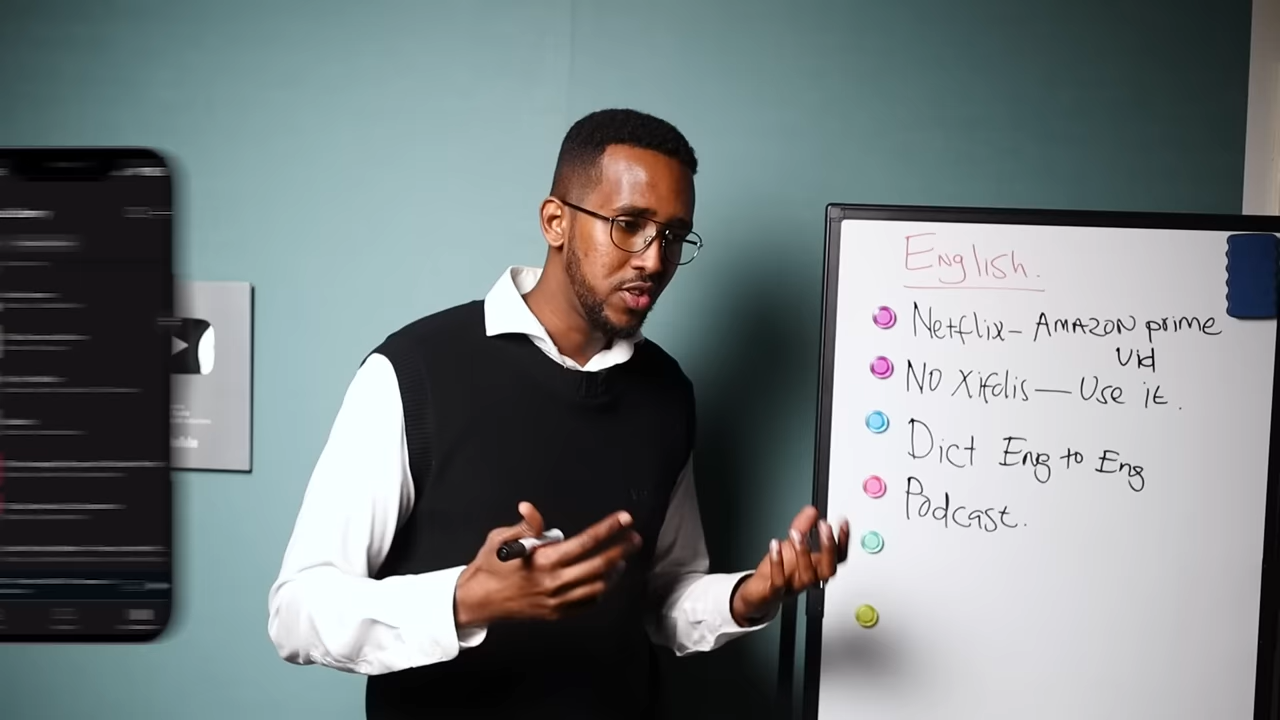 English.
Netflix - AMAZON prime
Vid
NO Xifdis — Use it.
Dict Eng to Eng
Podcast.